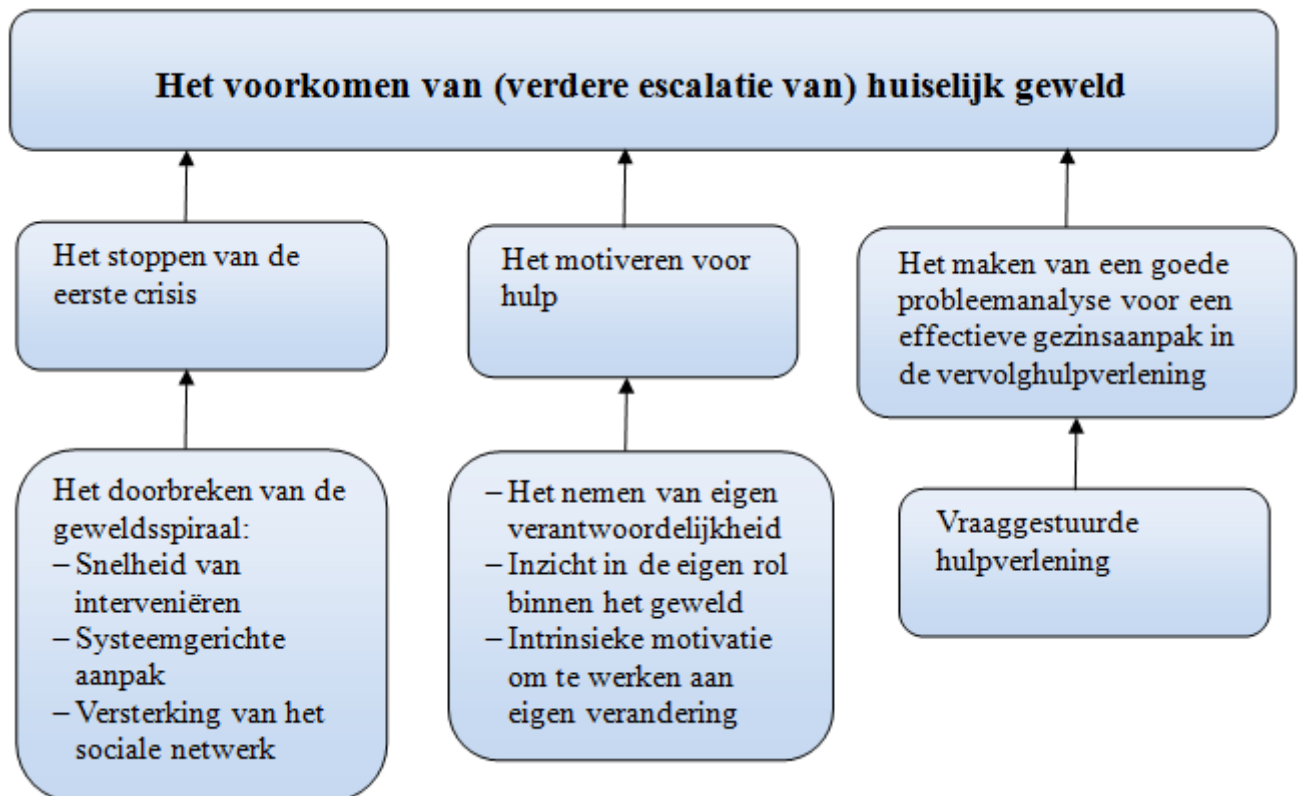 Het voorkomen van (verdere escalatie van) huiselijk geweld
Het stoppen van de
eerste crisis
Het motiveren voor
hulp
Het maken van een goede
probleemanalyse voor een
effectieve gezinsaanpak in
de vervolghulpverlening
Het doorbreken van de
geweldsspiraal:
– Snelheid van
interveniëren
– Systeemgerichte
aanpak
– Versterking van het
sociale netwerk
– Het nemen van eigen
verantwoordelijkheid
– Inzicht in de eigen rol
binnen het geweld
– Intrinsieke motivatie
om te werken aan
eigen verandering
Vraaggestuurde
hulpverlening